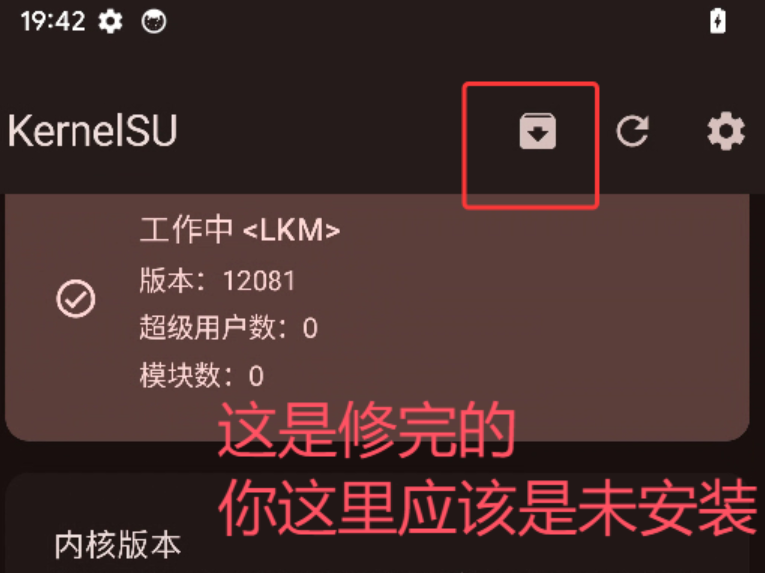 19:42
KernelSU
工作中 <LKM>
版本：12081
超级用户数：0
模块数：0
这是修完的
你这里应该是未安装
内核版本